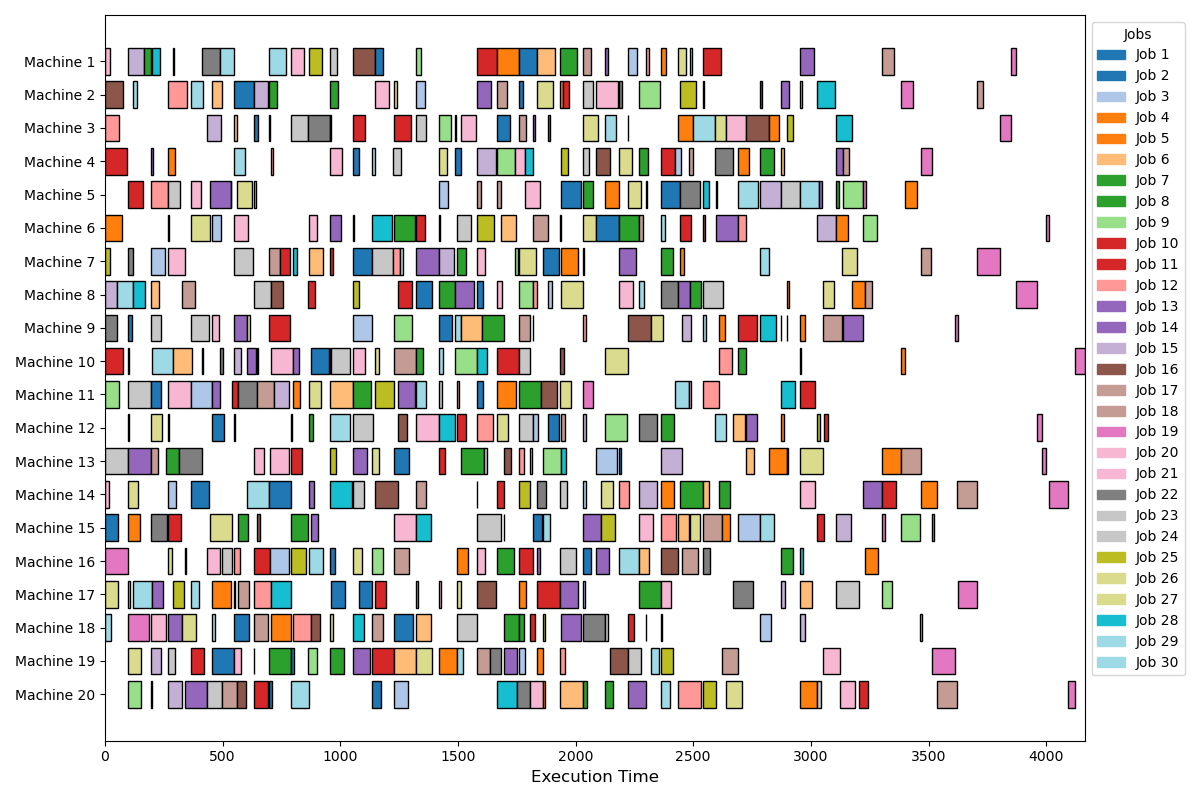 Machine 1
Machine 2
Machine 3
Machine 4
Machine 5
Machine 6
Machine 7
Machine 8
Machine 9
Machine 10
Machine 11
Machine 12
Machine 13
Machine 14
Machine 15
Machine 16
Machine 17
Machine 18
Machine 19
Machine 20
0 500 1000 1500 2000 2500 3000 3500 4000
Execution Time
Jobs
Job 1
Job 2
Job 3
Job 4
Job 5
Job 6
Job 7
Job 8
Job 9
Job 10
Job 11
Job 12
Job 13
Job 14
Job 15
Job 16
Job 17
Job 18
Job 19
Job 20
Job 21
Job 22
Job 23
Job 24
Job 25
Job 26
Job 27
Job 28
Job 29
Job 30